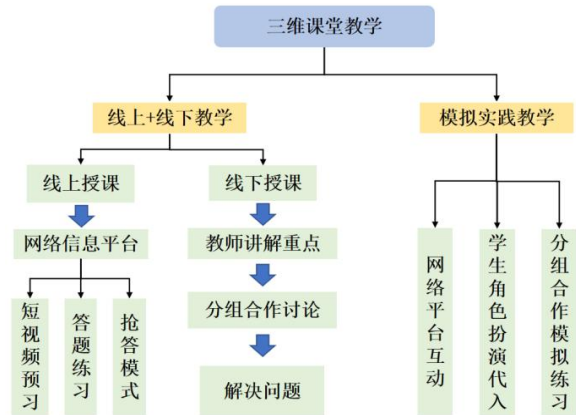 三维课堂教学
线上+线下教学
模拟实践教学
线上授课
线下授课
网络信息平台
教师讲解重点
短视频预习
答题练习
抢答模式
分组合作讨论
解决问题
网络平台互动
学生角色扮演代入
分组合作模拟练习